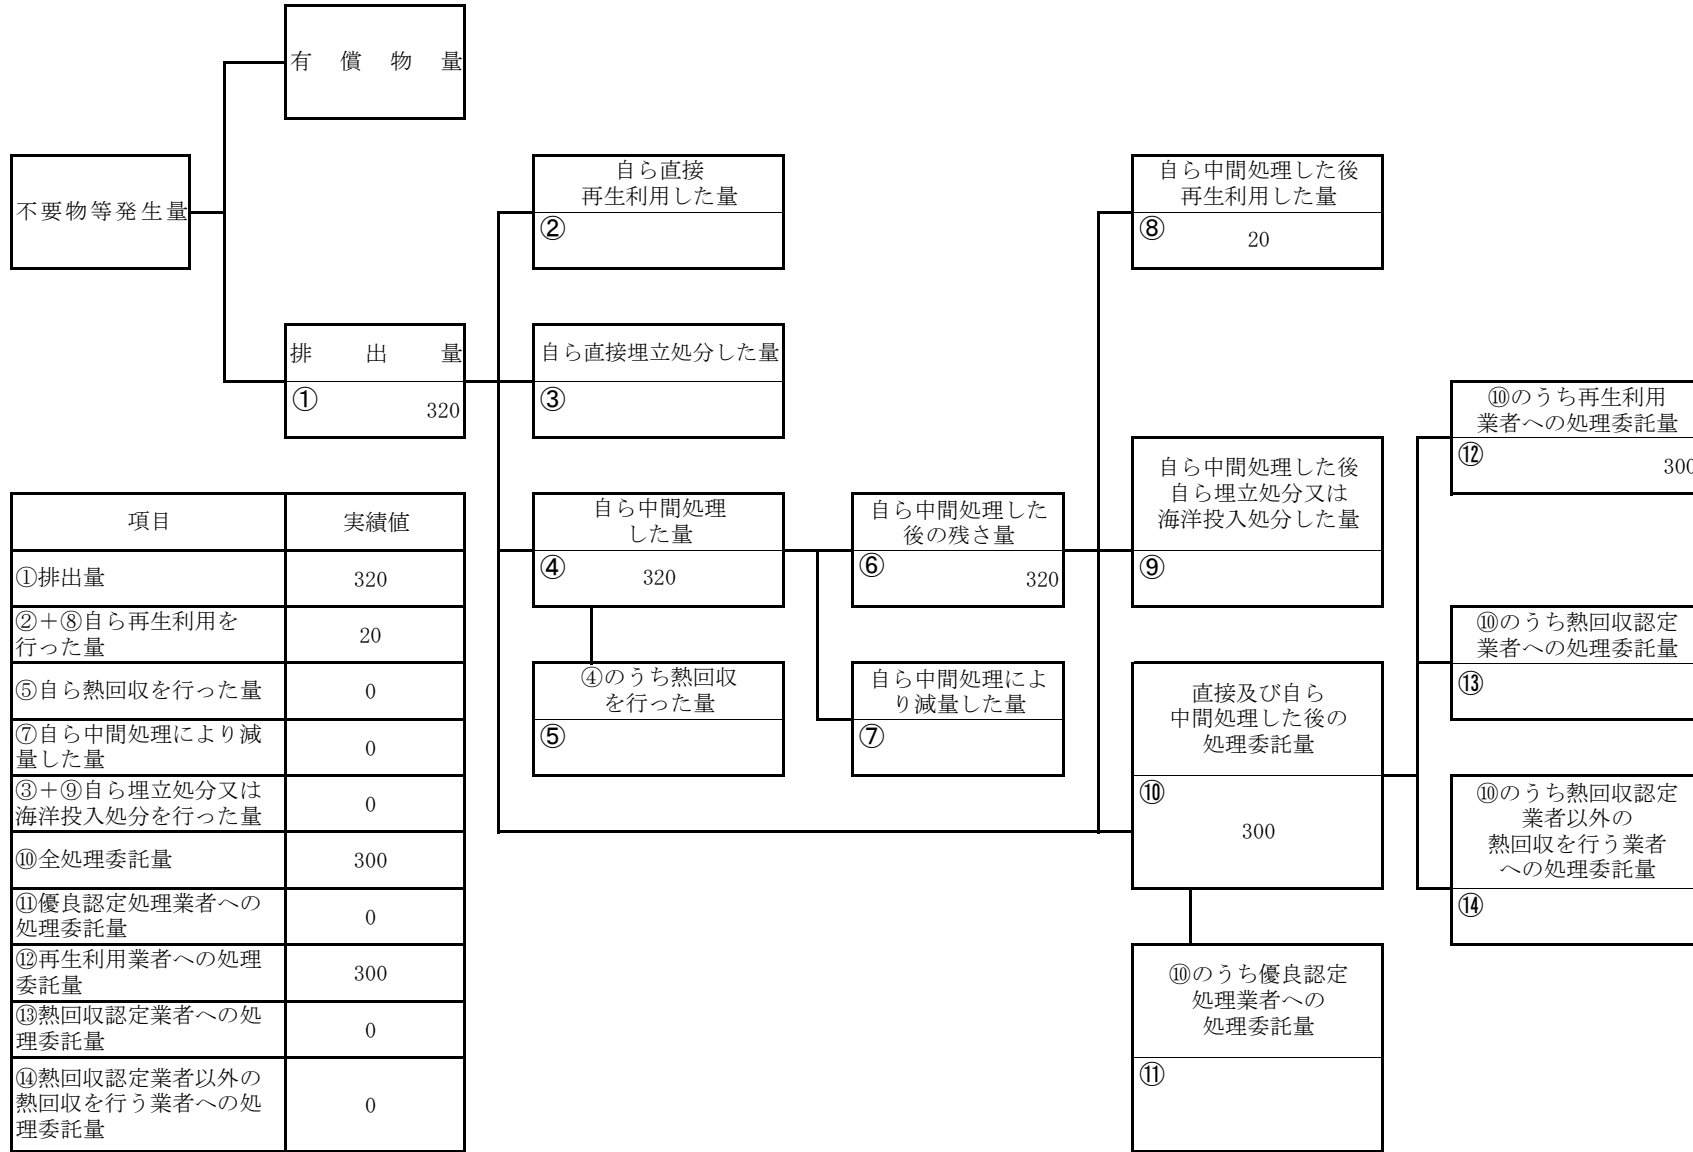 有償物量
不要物等発生量
自ら直接
再生利用した量
②
自ら中間処理した後
再生利用した量
⑧
20
排出量
①
320
自ら直接埋立処分した量
③
⑩のうち再生利用
業者への処理委託量
⑫
300
自ら中間処理した後
自ら埋立処分又は
海洋投入処分した量
⑨
自ら中間処理
した量
④
320
自ら中間処理した
後の残さ量
⑥
320
④のうち熱回収
を行った量
⑤
自ら中間処理によ
り減量した量
⑦
直接及び自ら
中間処理した後の
処理委託量
⑩
300
⑩のうち熱回収認定
業者への処理委託量
⑬
⑩のうち熱回収認定
業者以外の
熱回収を行う業者
への処理委託量
⑭
⑩のうち優良認定
処理業者への
処理委託量
⑪
項目 実績値
①排出量 320
②＋⑧自ら再生利用を
行った量 20
⑤自ら熱回収を行った量 0
⑦自ら中間処理により減
量した量 0
③＋⑨自ら埋立処分又は
海洋投入処分を行った量 0
⑩全処理委託量 300
⑪優良認定処理業者への
処理委託量 0
⑫再生利用業者への処理
委託量 300
⑬熱回収認定業者への処
理委託量 0
⑭熱回収認定業者以外の
熱回収を行う業者への処
理委託量 0